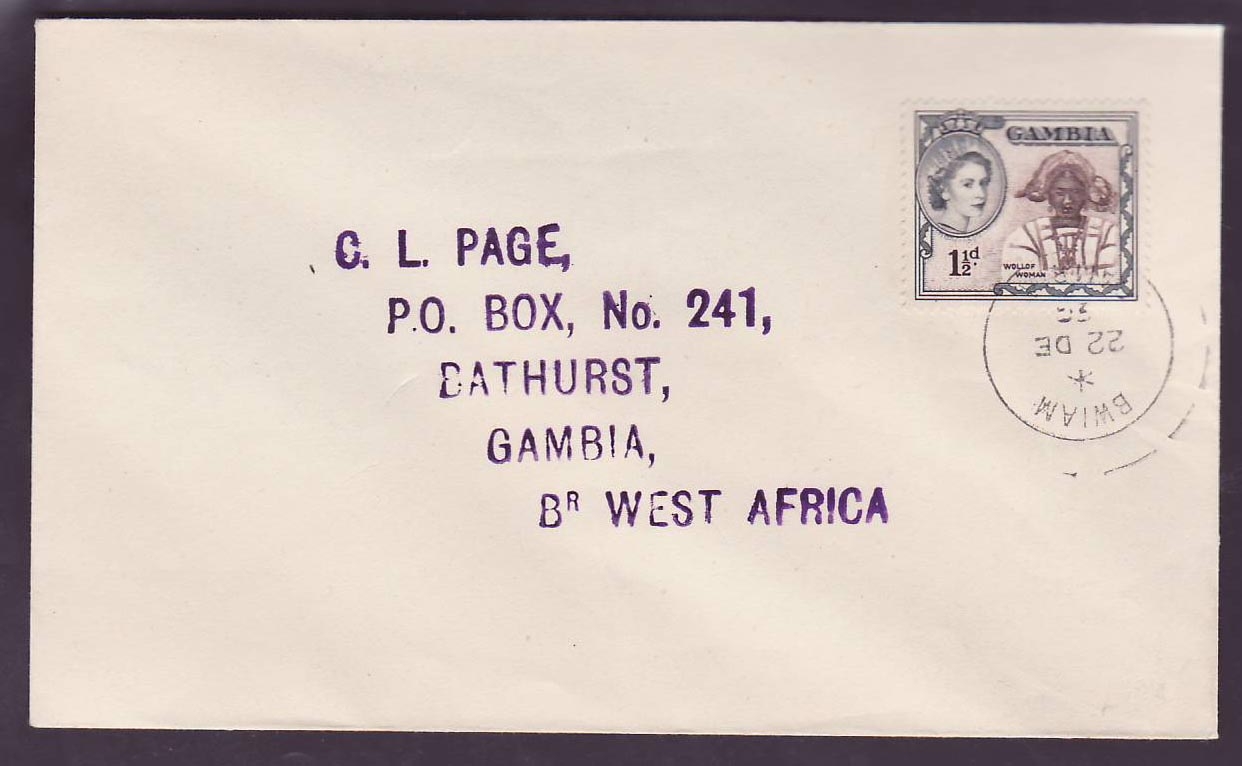 GAMBIA
1½d.
WOLLOF
WOMAN
C. L. PAGE,
P.O. BOX, No. 241,
BATHURST,
GAMBIA,
BR WEST AFRICA
BWIAM
*
22 DE